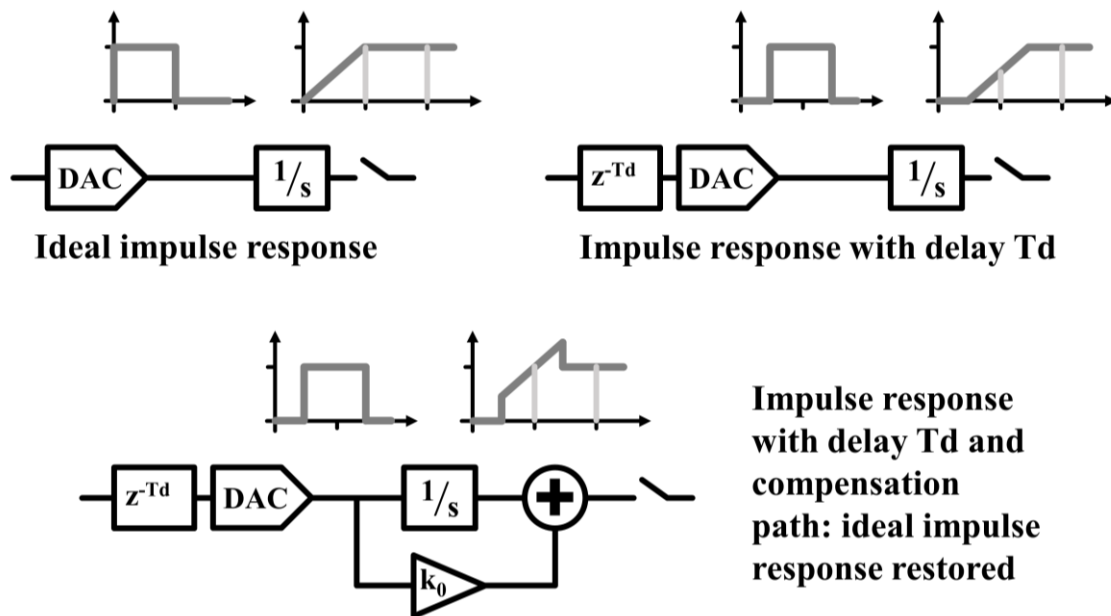 DAC
1/s
z-Td
DAC
1/s
Ideal impulse response
Impulse response with delay Td
z-Td
DAC
1/s
k0
Impulse response
with delay Td and
compensation
path: ideal impulse
response restored